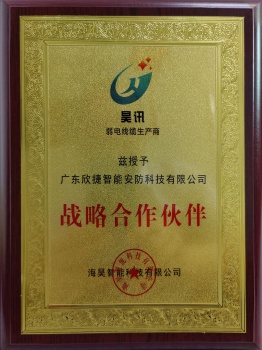 昊讯
弱电线缆生产商
兹授予
广东欣捷智能安防科技有限公司
战略合作伙伴
海昊智能科技有限公司